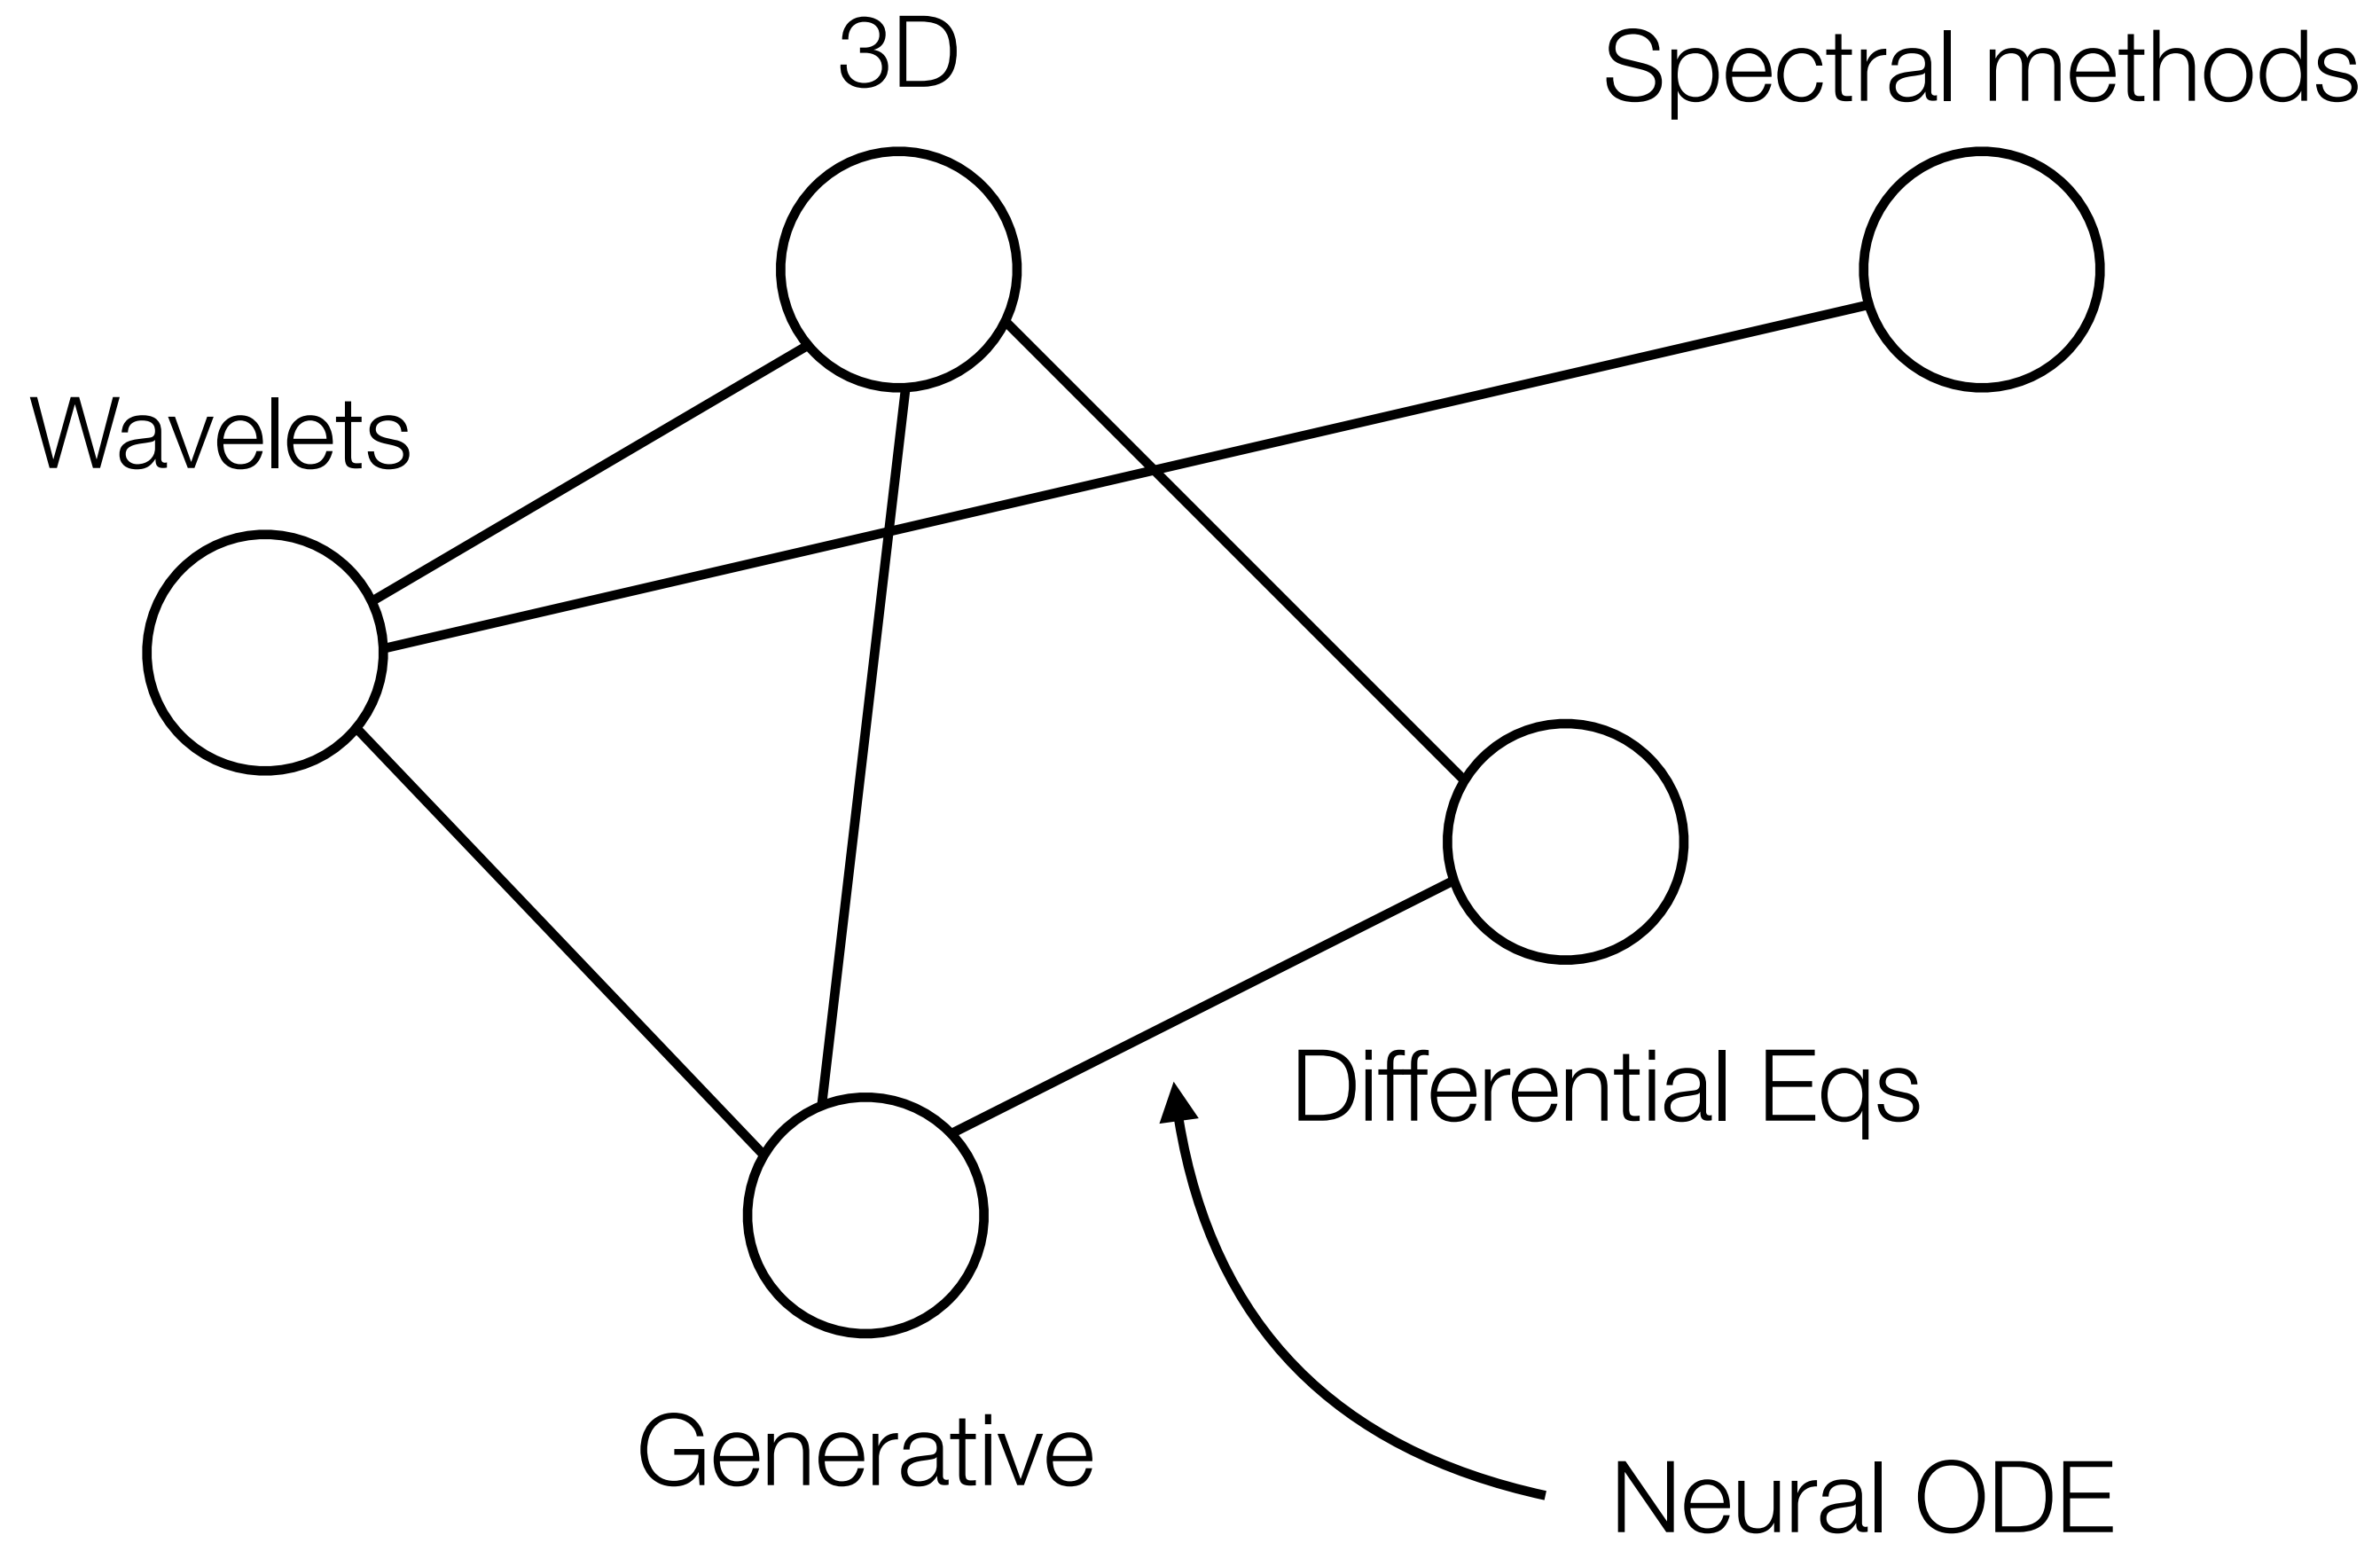 3D
Spectral methods
Wavelets
Differential Eqs
Generative
Neural ODE